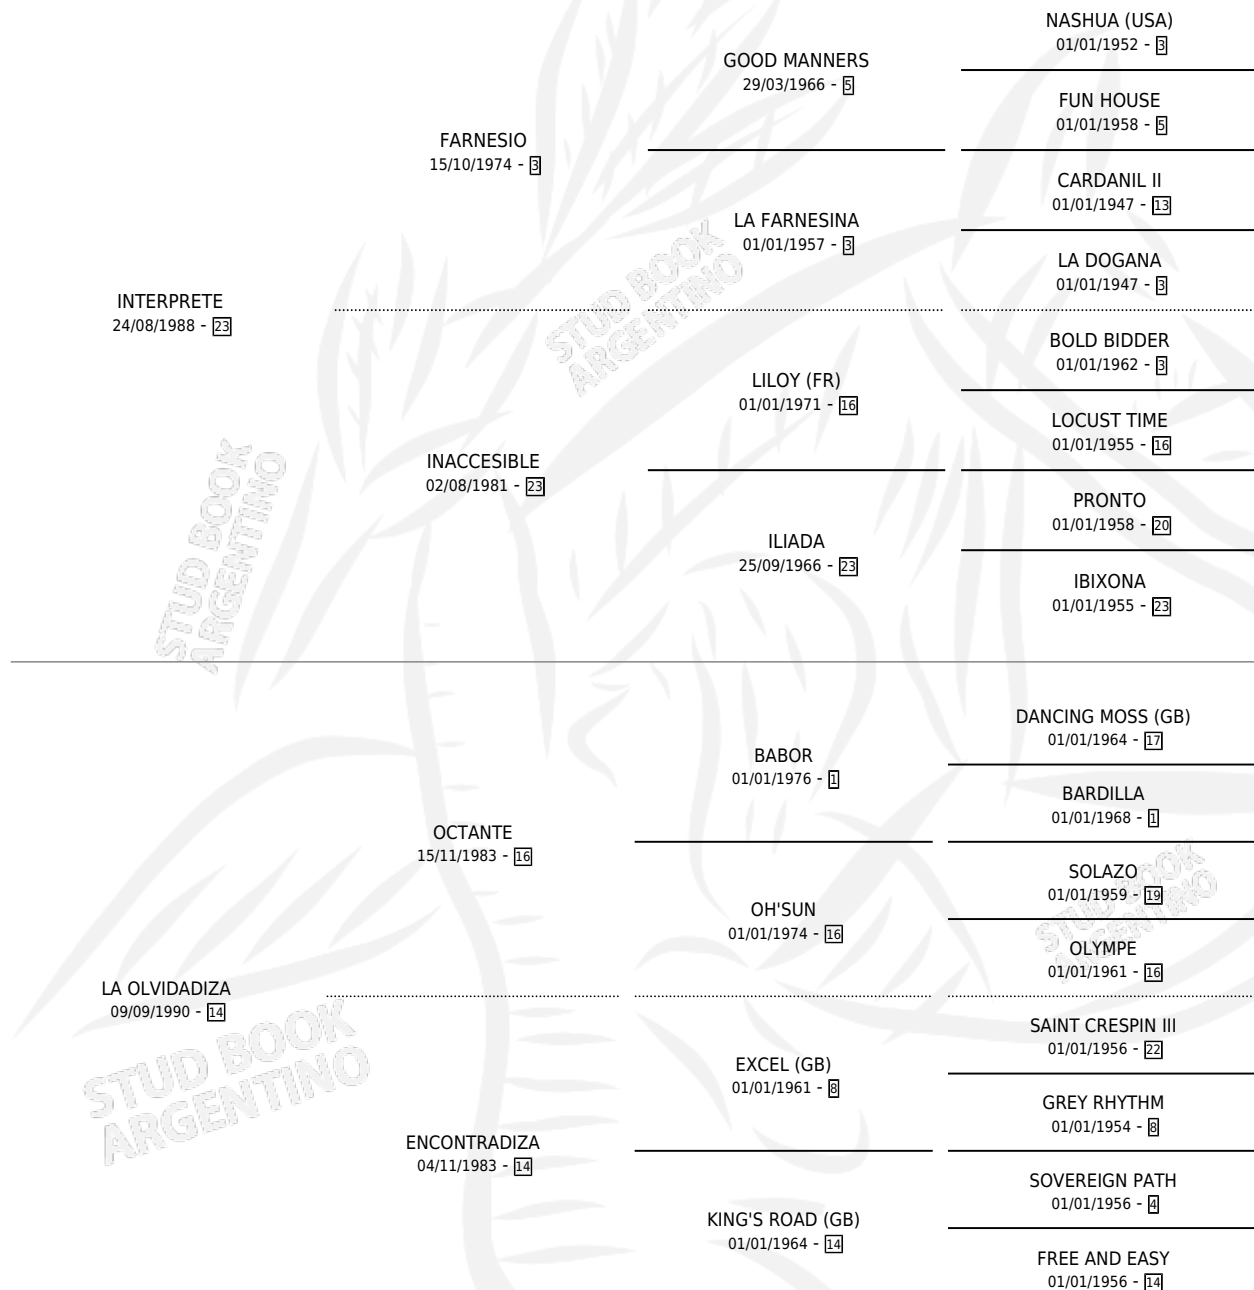 NASHUA (USA)
01/01/1952 - 3
GOOD MANNERS
29/03/1966 - 5
FUN HOUSE
01/01/1958 - 5
FARNESIO
15/10/1974 - 3
CARDANIL II
01/01/1947 - 13
LA FARNESINA
01/01/1957 - 3
LA DOGANA
01/01/1947 - 3
INTERPRETE
24/08/1988 - 23
BOLD BIDDER
01/01/1962 - 3
LILOY (FR)
01/01/1971 - 16
LOCUST TIME
01/01/1955 - 16
INACCESIBLE
02/08/1981 - 23
PRONTO
01/01/1958 - 20
ILIADA
25/09/1966 - 23
IBIXONA
01/01/1955 - 23
DANCING MOSS (GB)
01/01/1964 - 17
BABOR
01/01/1976 - 1
BARDILLA
01/01/1968 - 1
OCTANTE
15/11/1983 - 16
SOLAZO
01/01/1959 - 19
OH'SUN
01/01/1974 - 16
OLYMPE
01/01/1961 - 16
LA OLVIDADIZA
09/09/1990 - 14
SAINT CRESPIN III
01/01/1956 - 22
EXCEL (GB)
01/01/1961 - 8
GREY RHYTHM
01/01/1954 - 8
ENCONTRADIZA
04/11/1983 - 14
SOVEREIGN PATH
01/01/1956 - 4
KING'S ROAD (GB)
01/01/1964 - 14
FREE AND EASY
01/01/1956 - 14
STUD BOOK
ARGENTINO
STUD BOOK
ARGENTINO
STUD BOOK
ARGENTINO
STUD BOOK
ARGENTINO